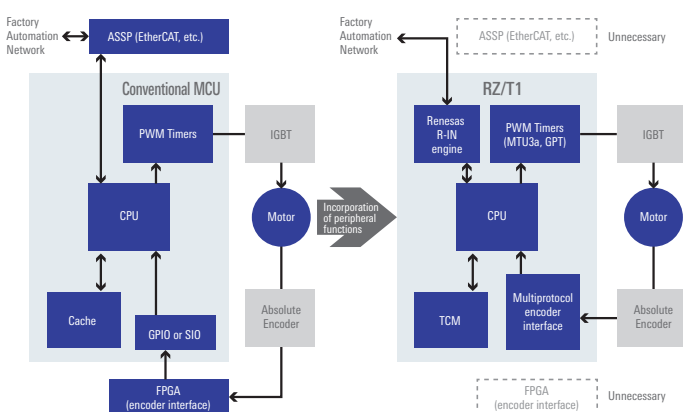 Factory
Automation
Network
ASSP (EtherCAT, etc.)
Conventional MCU
PWM Timers
IGBT
CPU
Motor
Cache
GPIO or SIO
Absolute
Encoder
FPGA
(encoder interface)
Incorporation
of peripheral
functions
Factory
Automation
Network
ASSP (EtherCAT, etc.)
Unnecessary
RZ/T1
Renesas
R-IN
engine
PWM Timers
(MTU3a, GPT)
IGBT
CPU
Motor
TCM
Multiprotocol
encoder
interface
Absolute
Encoder
FPGA
(encoder interface)
Unnecessary